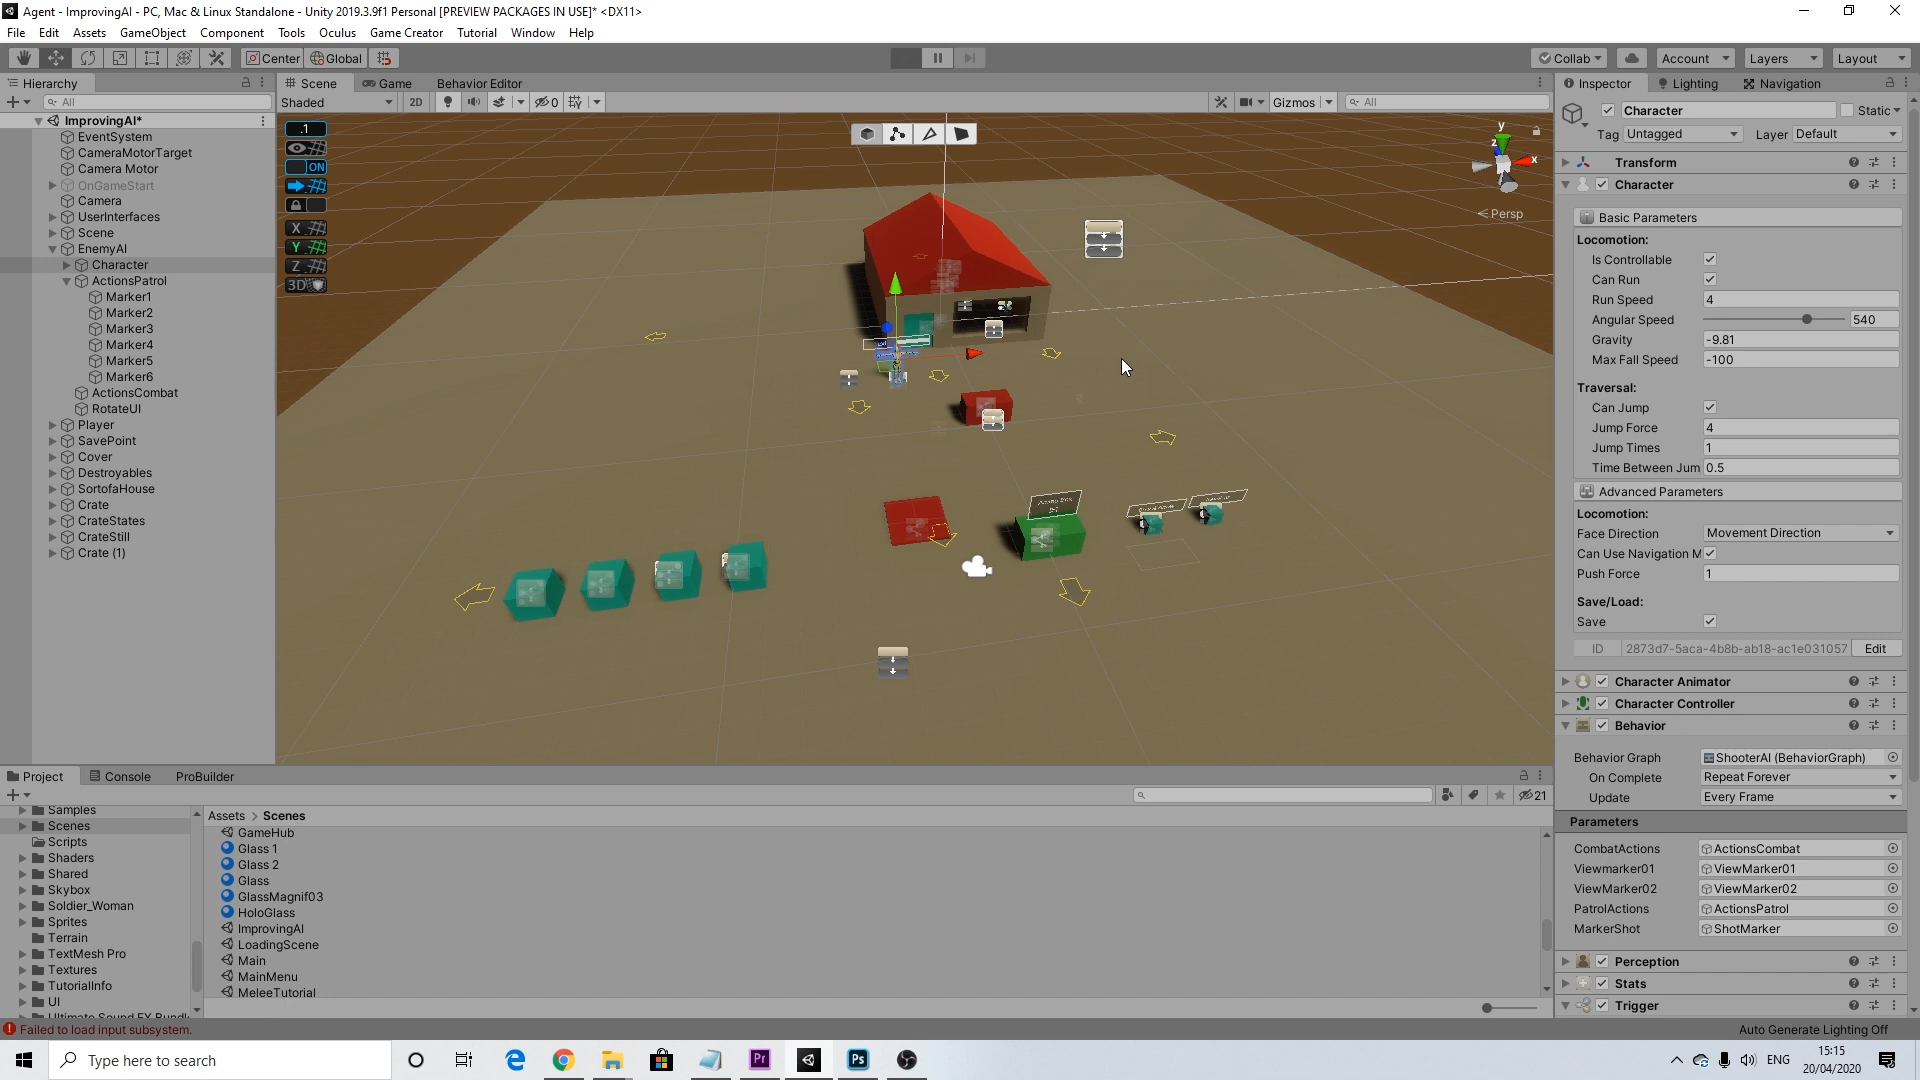 Agent - ImprovingAI - PC, Mac & Linux Standalone - Unity 2019.3.9f1 Personal [PREVIEW PACKAGES IN USE]* <DX11>
File Edit Assets GameObject Component Tools Oculus Game Creator Tutorial Window Help
Center Global Collab Account Layers Layout
Hierarchy
All
ImprovingAI*
EventSystem
CameraMotorTarget
Camera Motor
OnGameStart
Camera
UserInterfaces
Scene
EnemyAI
Character
ActionsPatrol
Marker1
Marker2
Marker3
Marker4
Marker5
Marker6
ActionsCombat
RotateUI
Player
SavePoint
Cover
Destroyables
SortofaHouse
Crate
CrateStates
CrateStill
Crate (1)
Scene Game Behavior Editor
Shaded 2D 0 Gizmos All
.1
ON
X
Y
Z
3D
y
z
x
Persp
Inspector Lighting Navigation
Character Static
Tag Untagged Layer Default
Transform
Character
Basic Parameters
Locomotion:
Is Controllable
Can Run
Run Speed 4
Angular Speed 540
Gravity -9.81
Max Fall Speed -100
Traversal:
Can Jump
Jump Force 4
Jump Times 1
Time Between Jum 0.5
Advanced Parameters
Locomotion:
Face Direction Movement Direction
Can Use Navigation M
Push Force 1
Save/Load:
Save
ID 2873d7-5aca-4b8b-ab18-ac1e031057 Edit
Character Animator
Character Controller
Behavior
Behavior Graph ShooterAI (BehaviorGraph)
On Complete Repeat Forever
Update Every Frame
Parameters
CombatActions ActionsCombat
Viewmarker01 ViewMarker01
ViewMarker02 ViewMarker02
PatrolActions ActionsPatrol
MarkerShot ShotMarker
Perception
Stats
Trigger
Project Console ProBuilder
21
Samples
Scenes
Scripts
Shaders
Shared
Skybox
Soldier_Woman
Sprites
Terrain
TextMesh Pro
Textures
TutorialInfo
UI
Ultimate Sound FX Bundl
Assets > Scenes
GameHub
Glass 1
Glass 2
Glass
GlassMagnif03
HoloGlass
ImprovingAI
LoadingScene
Main
MainMenu
MeleeTutorial
Failed to load input subsystem.
Auto Generate Lighting Off
Type here to search
Pr
Ps
ENG
15:15
20/04/2020